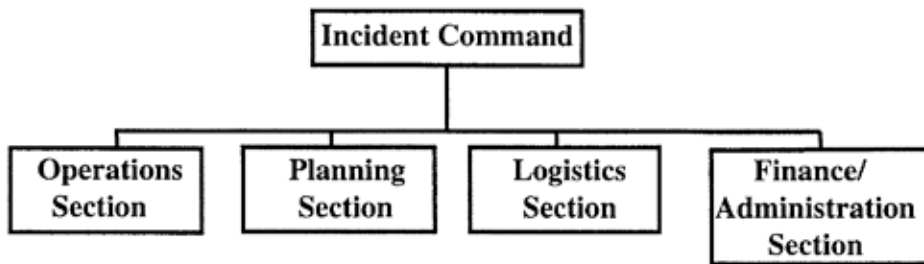 Incident Command
Operations
Section
Planning
Section
Logistics
Section
Finance/
Administration
Section